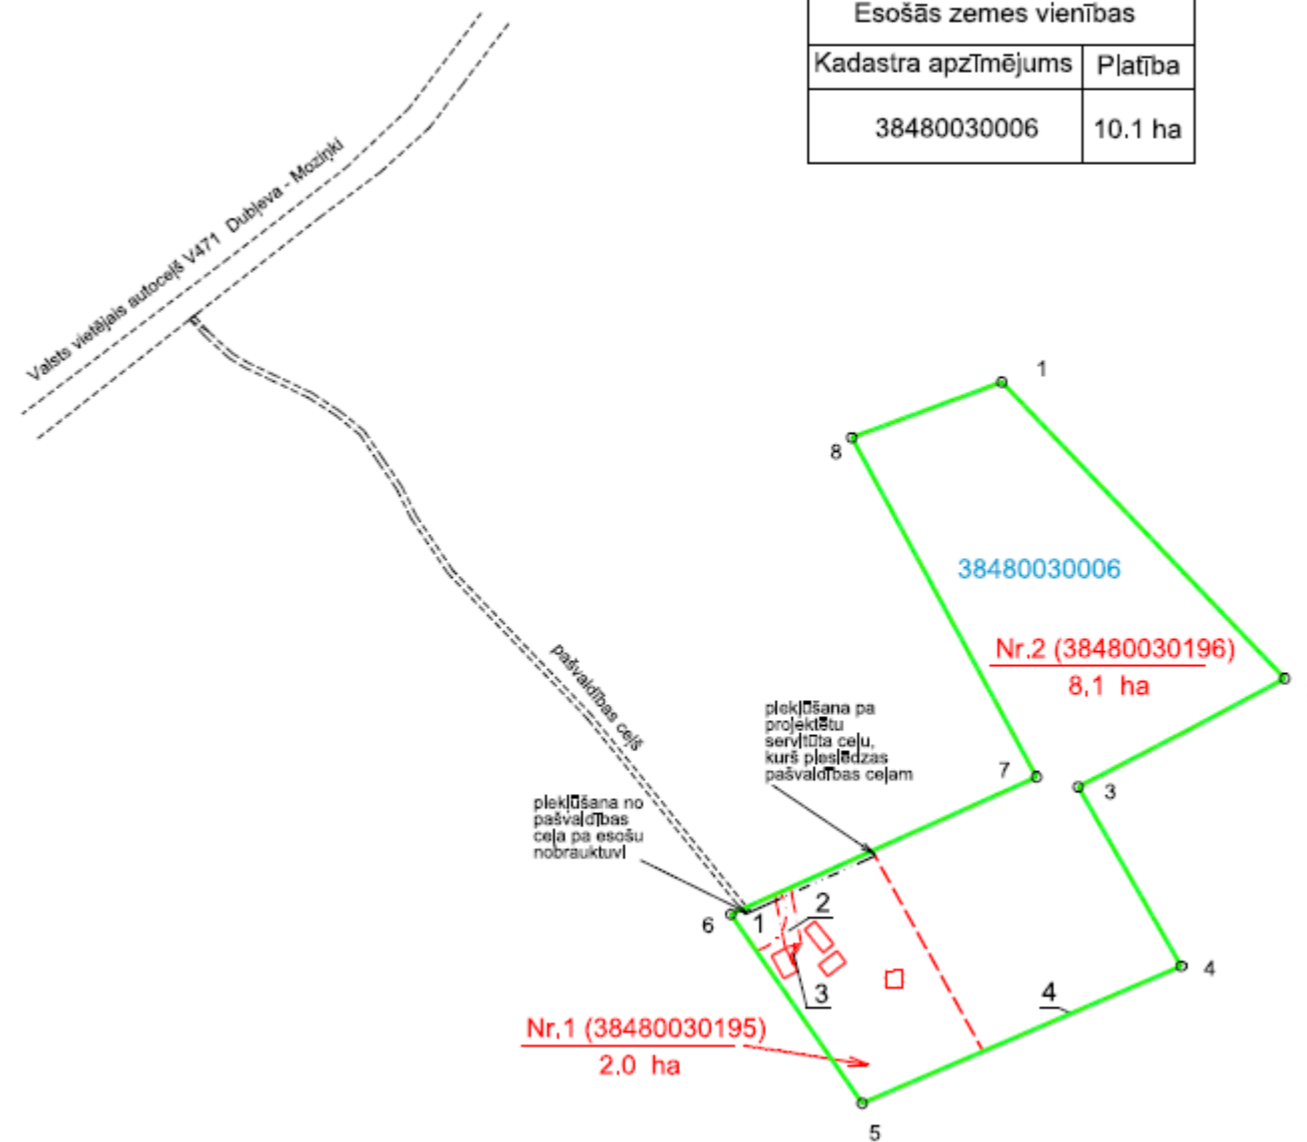 Esošās zemes vienības
Kadastra apzīmējums Platība
38480030006 10.1 ha
Valsts vietējais autoceļš V471 Dubļeva - Moziņki
1
8
38480030006
Nr.2 (38480030196)
8,1 ha
pašvaldības ceļš
piekļūšana pa
projektētu
servitūta ceļu,
kurš pieslēdzas
pašvaldības ceļam
7
3
piekļūšana no
pašvaldības
ceļa pa esošu
nobrauktuvi
6
1
2
3
4
4
Nr.1 (38480030195)
2.0 ha
5